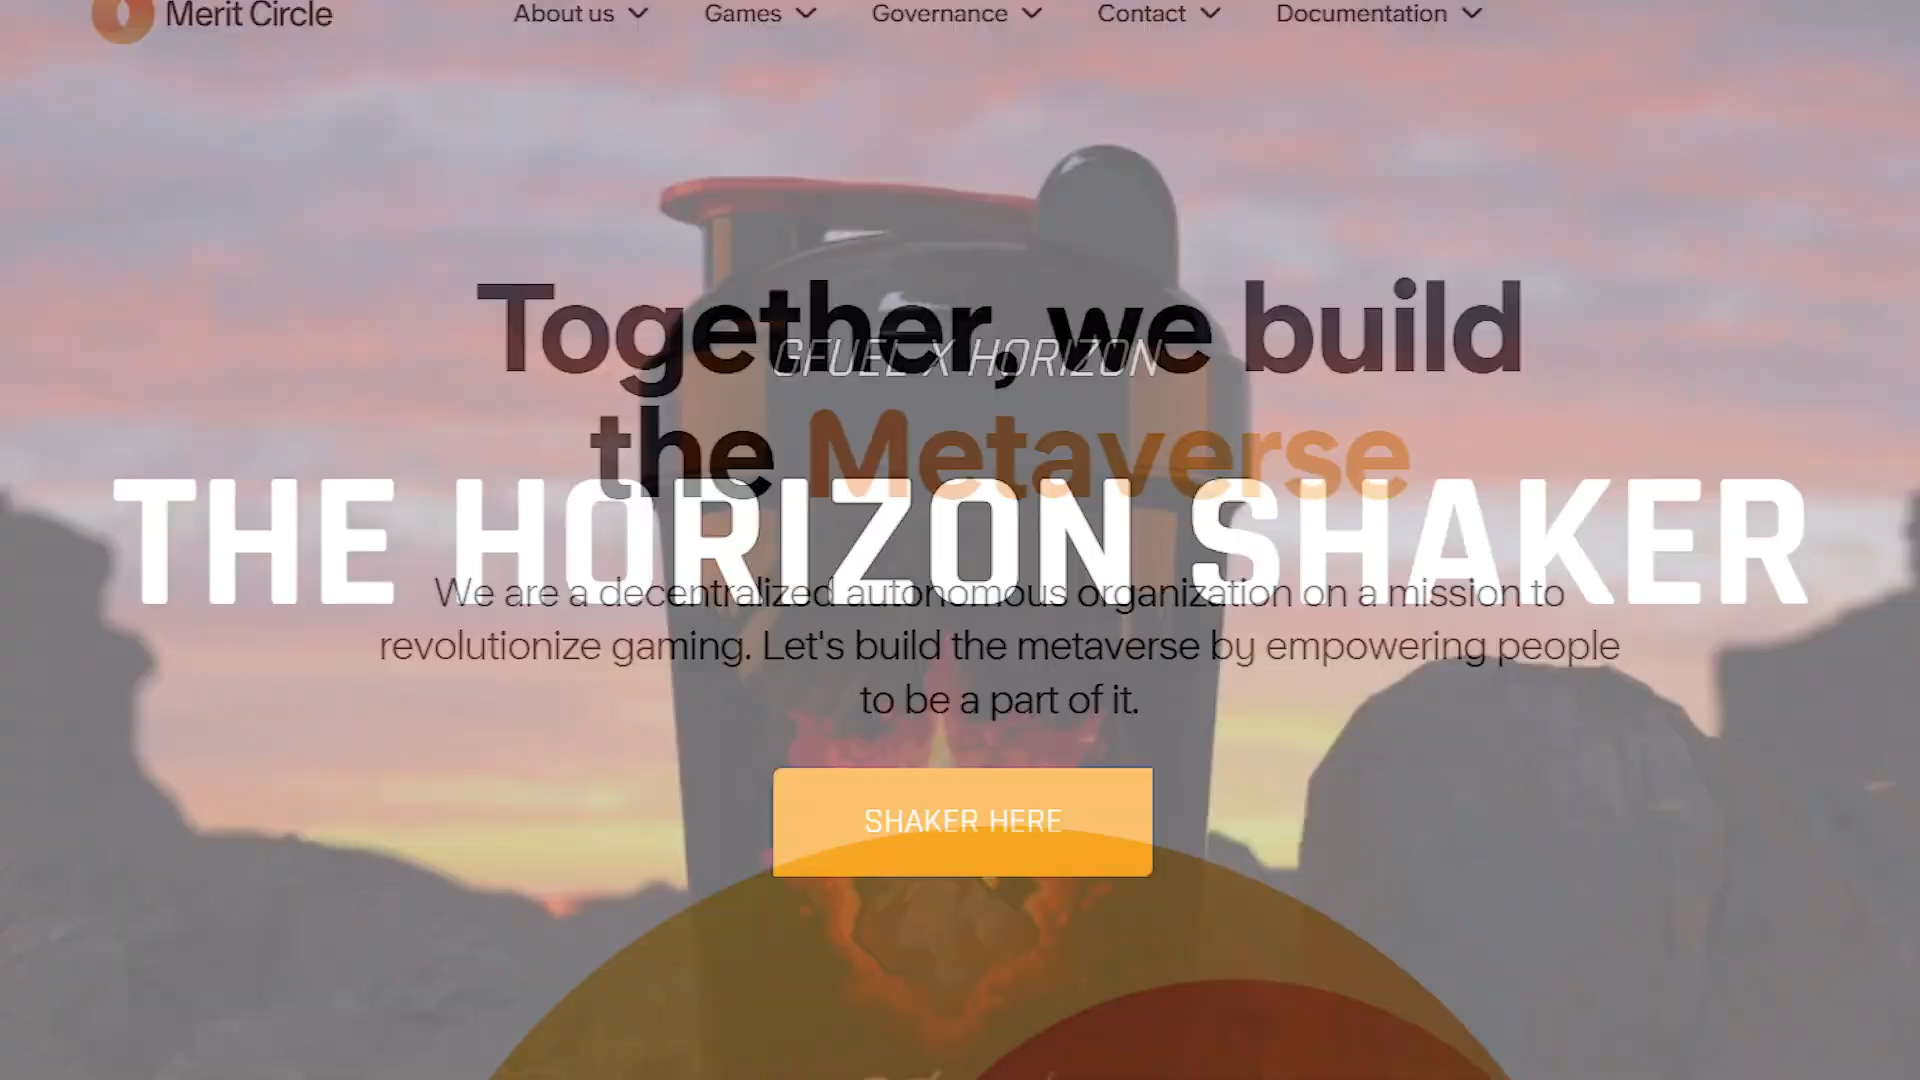 Merit Circle
About us
Games
Governance
Contact
Documentation
Together, we build
GFUEL X HORIZON
the Metaverse
THE HORIZON SHAKER
We are a decentralized autonomous organization on a mission to
revolutionize gaming. Let's build the metaverse by empowering people
to be a part of it.
SHAKER HERE